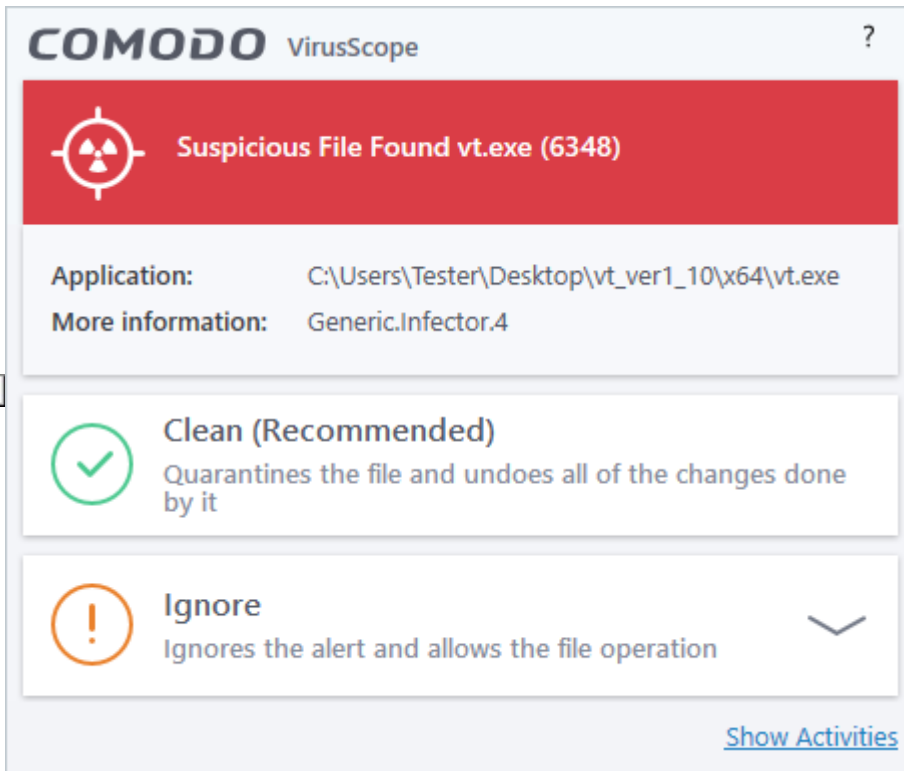 COMODO VirusScope ?
Suspicious File Found vt.exe (6348)
Application: C:\Users\Tester\Desktop\vt_ver1_10\x64\vt.exe
More information: Generic.Infector.4
Clean (Recommended)
Quarantines the file and undoes all of the changes done
by it
Ignore
Ignores the alert and allows the file operation
Show Activities